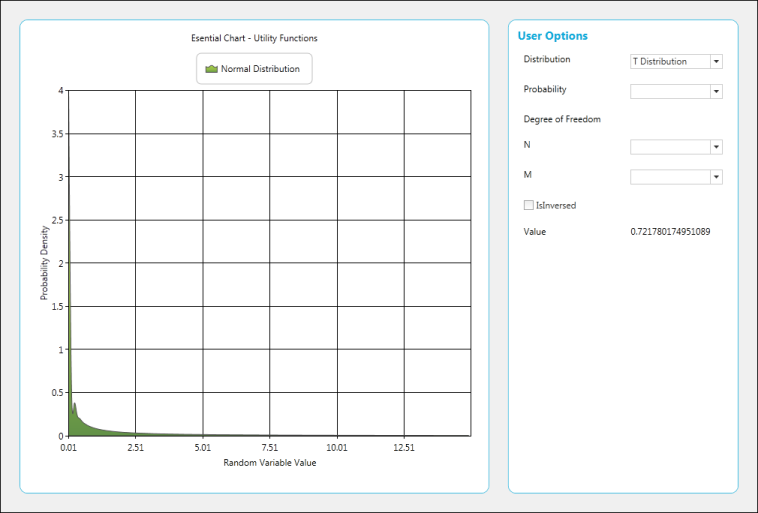 Esential Chart - Utility Functions
Normal Distribution
4
3.5
3
2.5
2
1.5
1
0.5
0
Probability Density
0.01 2.51 5.01 7.51 10.01 12.51
Random Variable Value
User Options
Distribution T Distribution
Probability
Degree of Freedom
N
M
IsInversed
Value 0.721780174951089